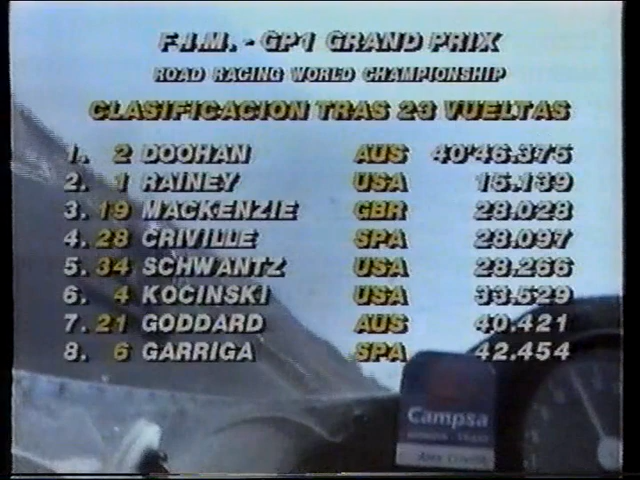 F.I.M. - GP1 GRAND PRIX
ROAD RACING WORLD CHAMPIONSHIP
CLASIFICACION TRAS 23 VUELTAS
1. 2 DOOHAN AUS 40'46.375
2. 1 RAINEY USA 15.139
3. 19 MACKENZIE GBR 28.028
4. 28 CRIVILLE SPA 28.097
5. 34 SCHWANTZ USA 28.266
6. 4 KOCINSKI USA 33.529
7. 21 GODDARD AUS 40.421
8. 6 GARRIGA SPA 42.454
Campsa